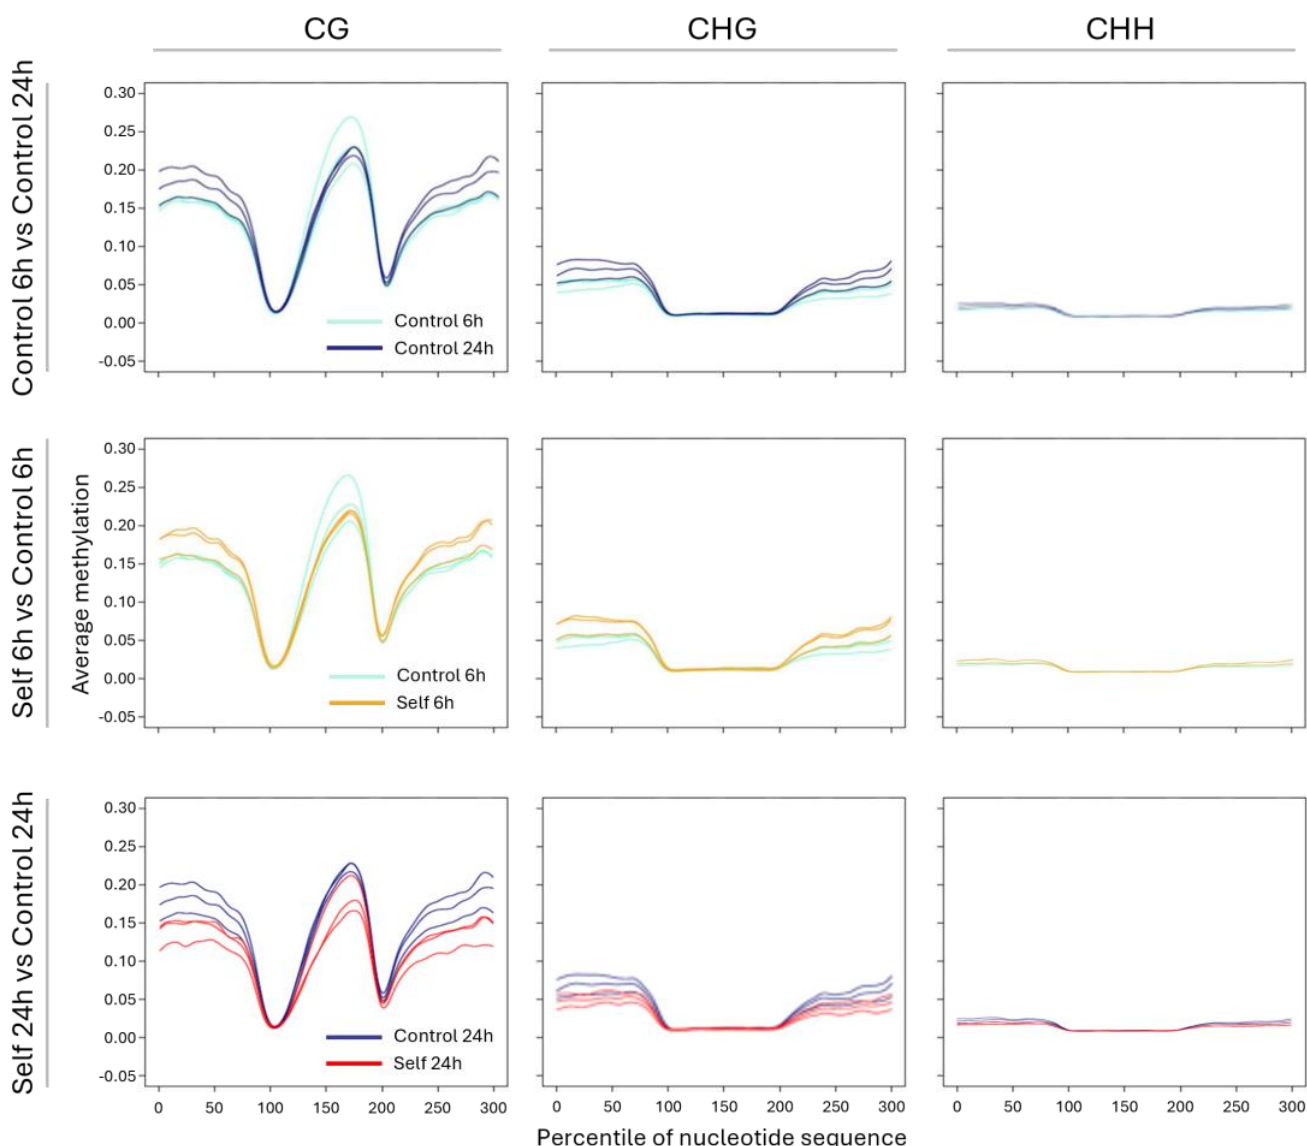 CG CHG CHH
Control 6h vs Control 24h
0.30
0.25
0.20
0.15
0.10
0.05
0.00
-0.05
Control 6h
Control 24h
Self 6h vs Control 6h
Average methylation
0.30
0.25
0.20
0.15
0.10
0.05
0.00
-0.05
Control 6h
Self 6h
Self 24h vs Control 24h
0.30
0.25
0.20
0.15
0.10
0.05
0.00
-0.05
Control 24h
Self 24h
0 50 100 150 200 250 300 0 50 100 150 200 250 300 0 50 100 150 200 250 300
Percentile of nucleotide sequence